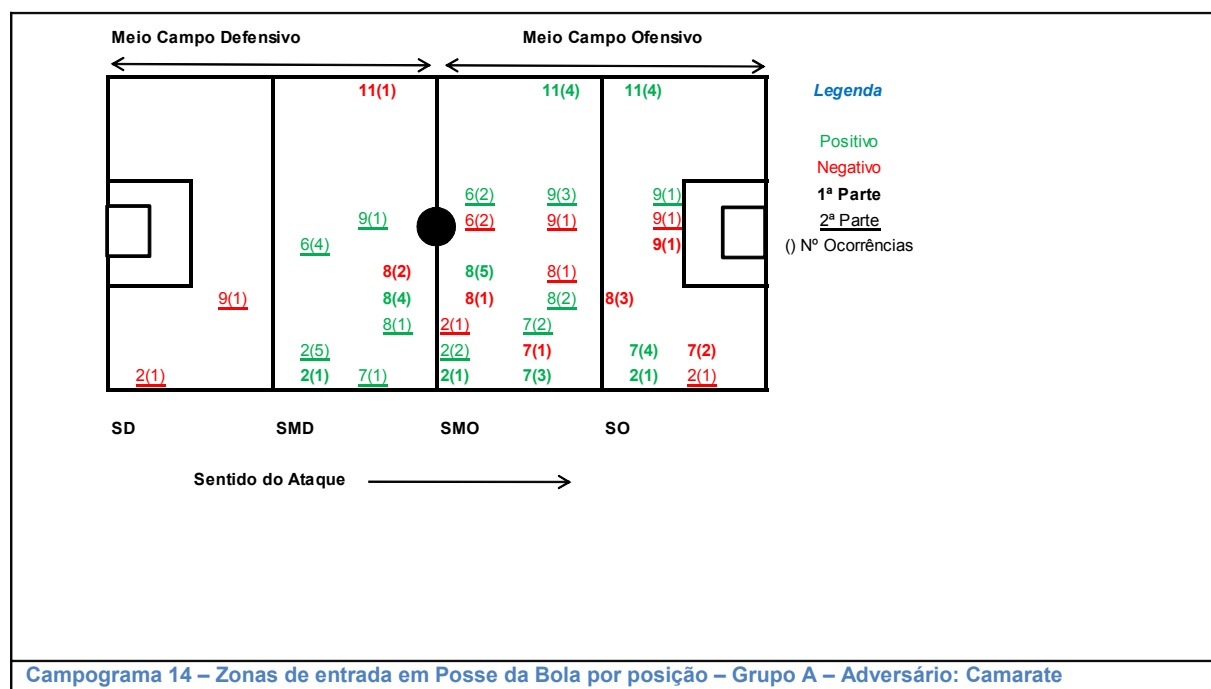 Meio Campo Defensivo Meio Campo Ofensivo
11(1) 11(4) 11(4) Legenda
Positivo
Negativo
6(2) 9(3) 9(1) 1ª Parte
9(1) 6(2) 9(1) 9(1) 2ª Parte
6(4) 9(1) () Nº Ocorrências
8(2) 8(5) 8(1)
9(1) 8(4) 8(1) 8(2) 8(3)
8(1) 2(1) 7(2)
2(5) 2(2) 7(1) 7(4) 7(2)
2(1) 2(1) 7(1) 2(1) 7(3) 2(1) 2(1)
SD SMD SMO SO
Sentido do Ataque
Campograma 14 – Zonas de entrada em Posse da Bola por posição – Grupo A – Adversário: Camarate